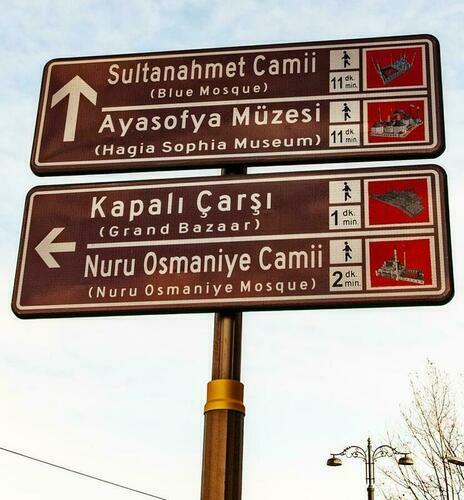 Sultanahmet Camii
(Blue Mosque)
11 dk. min.
Ayasofya Müzesi
(Hagia Sophia Museum)
11 dk. min.
Kapalı Çarşı
(Grand Bazaar)
1 dk. min.
Nuru Osmaniye Camii
(Nuru Osmaniye Mosque)
2 dk. min.